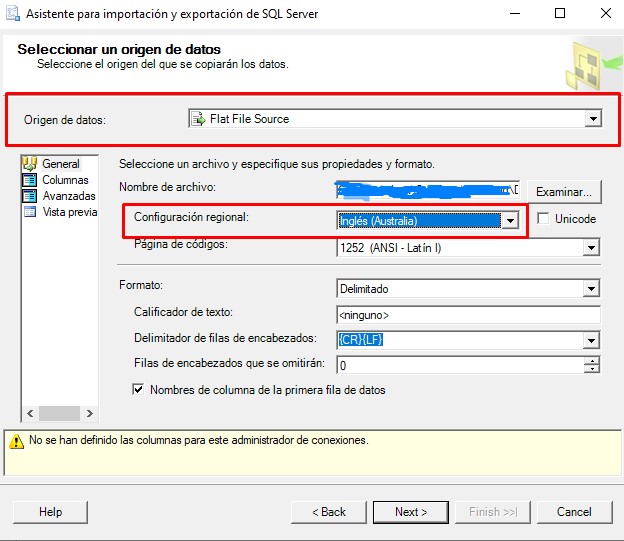 Asistente para importación y exportación de SQL Server
Seleccionar un origen de datos
Seleccione el origen del que se copiarán los datos.
Origen de datos: Flat File Source
General
Columnas
Avanzadas
Vista previa
Seleccione un archivo y especifique sus propiedades y formato.
Nombre de archivo: Examinar...
Configuración regional: Inglés (Australia) Unicode
Página de códigos: 1252 (ANSI - Latín I)
Formato: Delimitado
Calificador de texto: <ninguno>
Delimitador de filas de encabezados: {CR}{LF}
Filas de encabezados que se omitirán: 0
Nombres de columna de la primera fila de datos
No se han definido las columnas para este administrador de conexiones.
Help < Back Next > Finish >>| Cancel